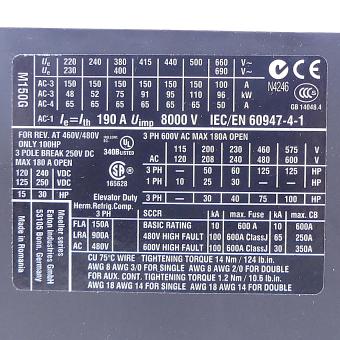 M150G
Ue 220 240 380 415 440 500 660 660 V~
230 400 690 690 V~
AC-3 150 150 150 150 150 150 100 A
AC-3 48 52 75 91 95 110 96 kW
AC-4 50 50 50 50 50 50 A
AC-1 Ie=Ith 190 A Uimp 8000 V IEC/EN 60947-4-1
N4246
GB 14048.4
FOR REV. AT 460V/480V
ONLY 100HP
3 POLE BREAK 250V DC
MAX 180 A OPEN
120 240 VDC
125 250 VDC
15 30 HP
LISTED
340B
165628
3 PH 600V AC MAX 180A OPEN
115 200 230 460 575 V
AC 120 208 240 480 600 V
1 PH 10 25 30 HP
3 PH 40 60 125 150 HP
3 PH 30 40 75 100 HP
Elevator Duty
Herm.Refrig.Comp.
3 PH
FLA 150A
LRA 900A
AC 480V
SCCR kA max. Fuse kA max. CB
BASIC RATING 10 600 A 10 600A
480V HIGH FAULT 100 600A ClassJ 65 250A
600V HIGH FAULT 100 600A ClassJ 30 350A
CU 75°C WIRE TIGHTENING TORQUE 14 Nm / 124 lb.in.
AWG 8 AWG 3/0 FOR SINGLE AWG 8 AWG 2/0 FOR DOUBLE
FOR AUX. CONT. TIGHTENING TORQUE 1.2 Nm / 10.6 lb.in.
AWG 18 AWG 14 FOR SINGLE AWG 18 AWG 14 FOR DOUBLE
Moeller series
Eaton Industries GmbH
53105 Bonn, Germany
Made in Romania